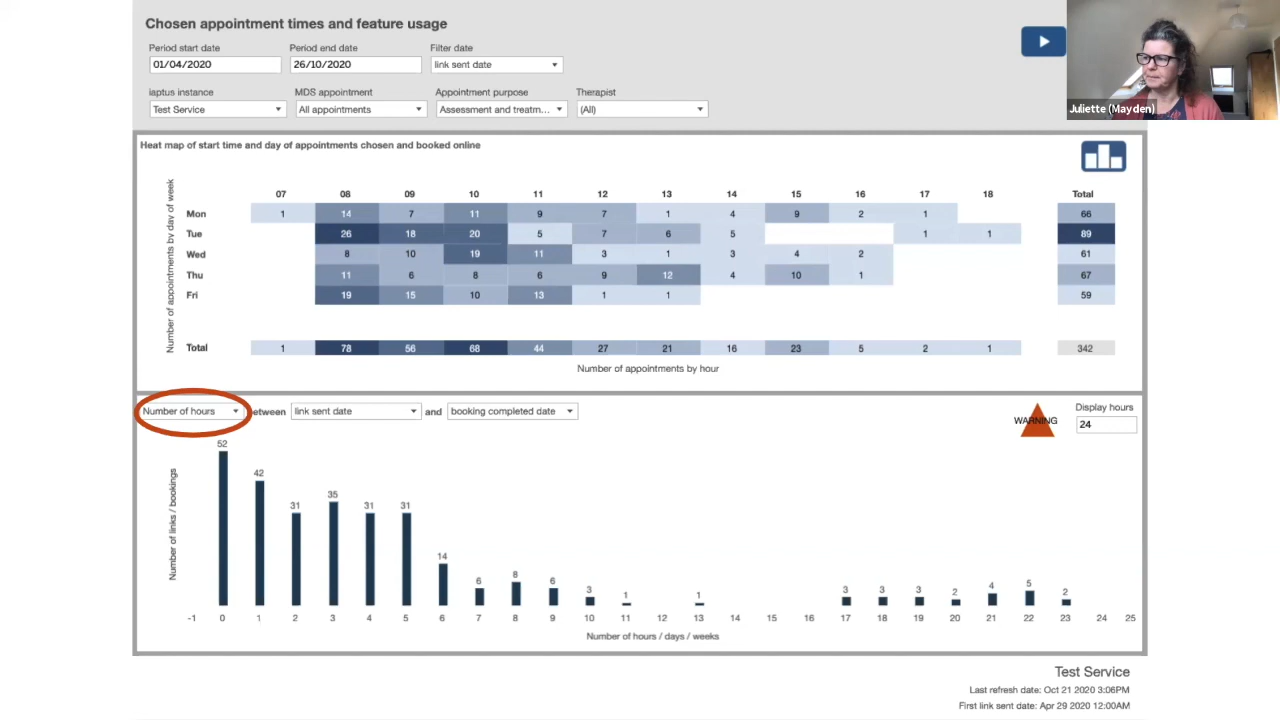 Chosen appointment times and feature usage
Period start date Period end date Filter date
01/04/2020 26/10/2020 link sent date
iaptus instance MDS appointment Appointment purpose Therapist
Test Service All appointments Assessment and treatm... (All)
Juliette (Mayden)
Heat map of start time and day of appointments chosen and booked online
Number of appointments by day of week
07 08 09 10 11 12 13 14 15 16 17 18 Total
Mon 1 14 7 11 9 7 1 4 9 2 1 66
Tue 26 18 20 5 7 6 5 1 1 89
Wed 8 10 19 11 3 1 3 4 2 61
Thu 11 6 8 6 9 12 4 10 1 67
Fri 19 15 10 13 1 1 59
Total 1 78 56 68 44 27 21 16 23 5 2 1 342
Number of appointments by hour
Number of hours etween link sent date and booking completed date
WARNING
Display hours
24
Number of links / bookings
52 42 31 35 31 31 14 6 8 6 3 1 1 3 3 3 2 4 5 2
-1 0 1 2 3 4 5 6 7 8 9 10 11 12 13 14 15 16 17 18 19 20 21 22 23 24 25
Number of hours / days / weeks
Test Service
Last refresh date: Oct 21 2020 3:06PM
First link sent date: Apr 29 2020 12:00AM